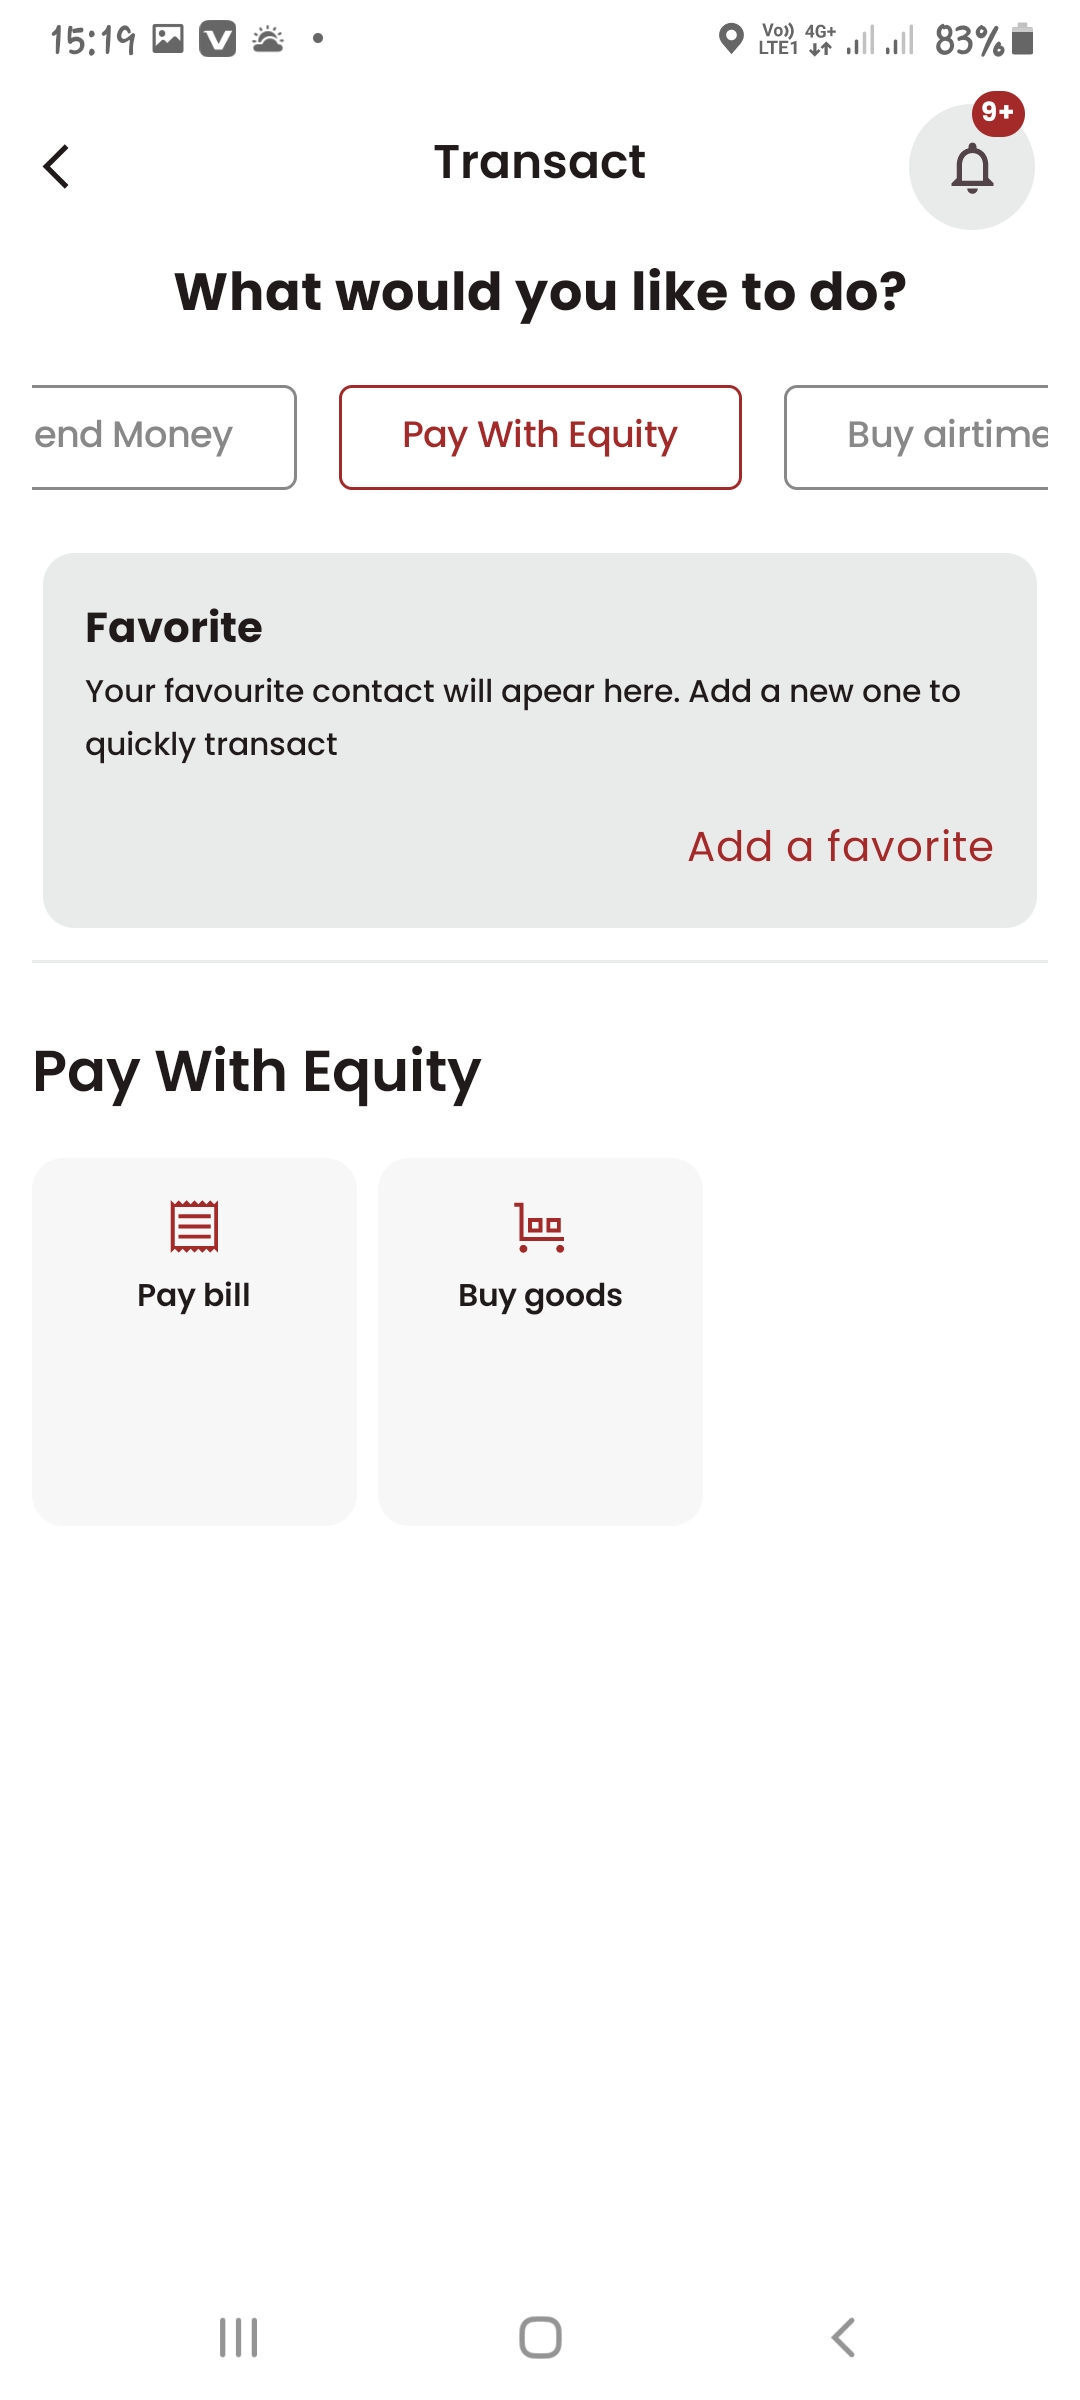 15:19
Vo)) 4G+
LTE1
83%
9+
Transact
What would you like to do?
end Money
Pay With Equity
Buy airtime
Favorite
Your favourite contact will apear here. Add a new one to
quickly transact
Add a favorite
Pay With Equity
Pay bill
Buy goods